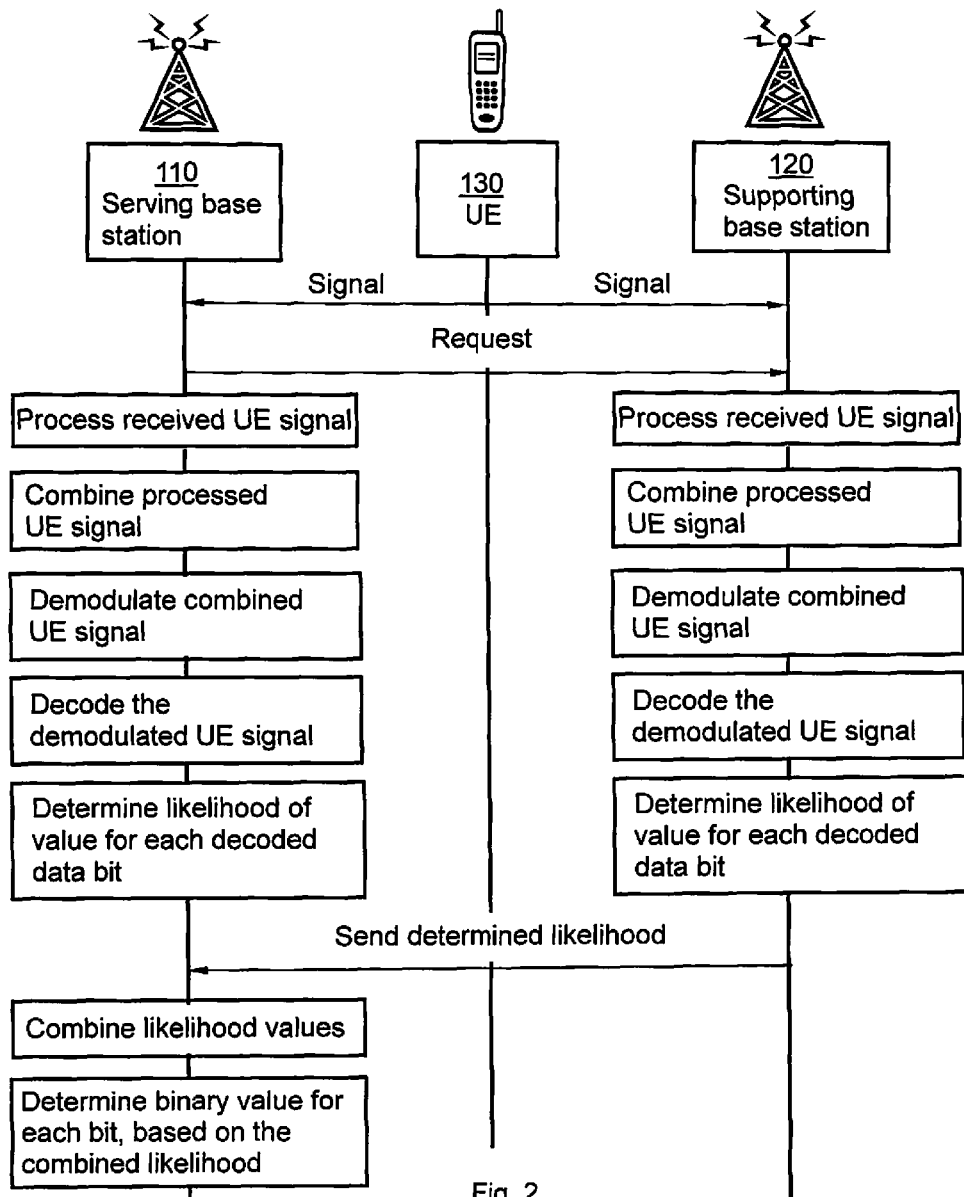 110
Serving base
station
130
UE
120
Supporting
base station
Signal
Signal
Request
Process received UE signal
Process received UE signal
Combine processed
UE signal
Combine processed
UE signal
Demodulate combined
UE signal
Demodulate combined
UE signal
Decode the
demodulated UE signal
Decode the
demodulated UE signal
Determine likelihood of
value for each decoded
data bit
Determine likelihood of
value for each decoded
data bit
Send determined likelihood
Combine likelihood values
Determine binary value for
each bit, based on the
combined likelihood
Fig. 2